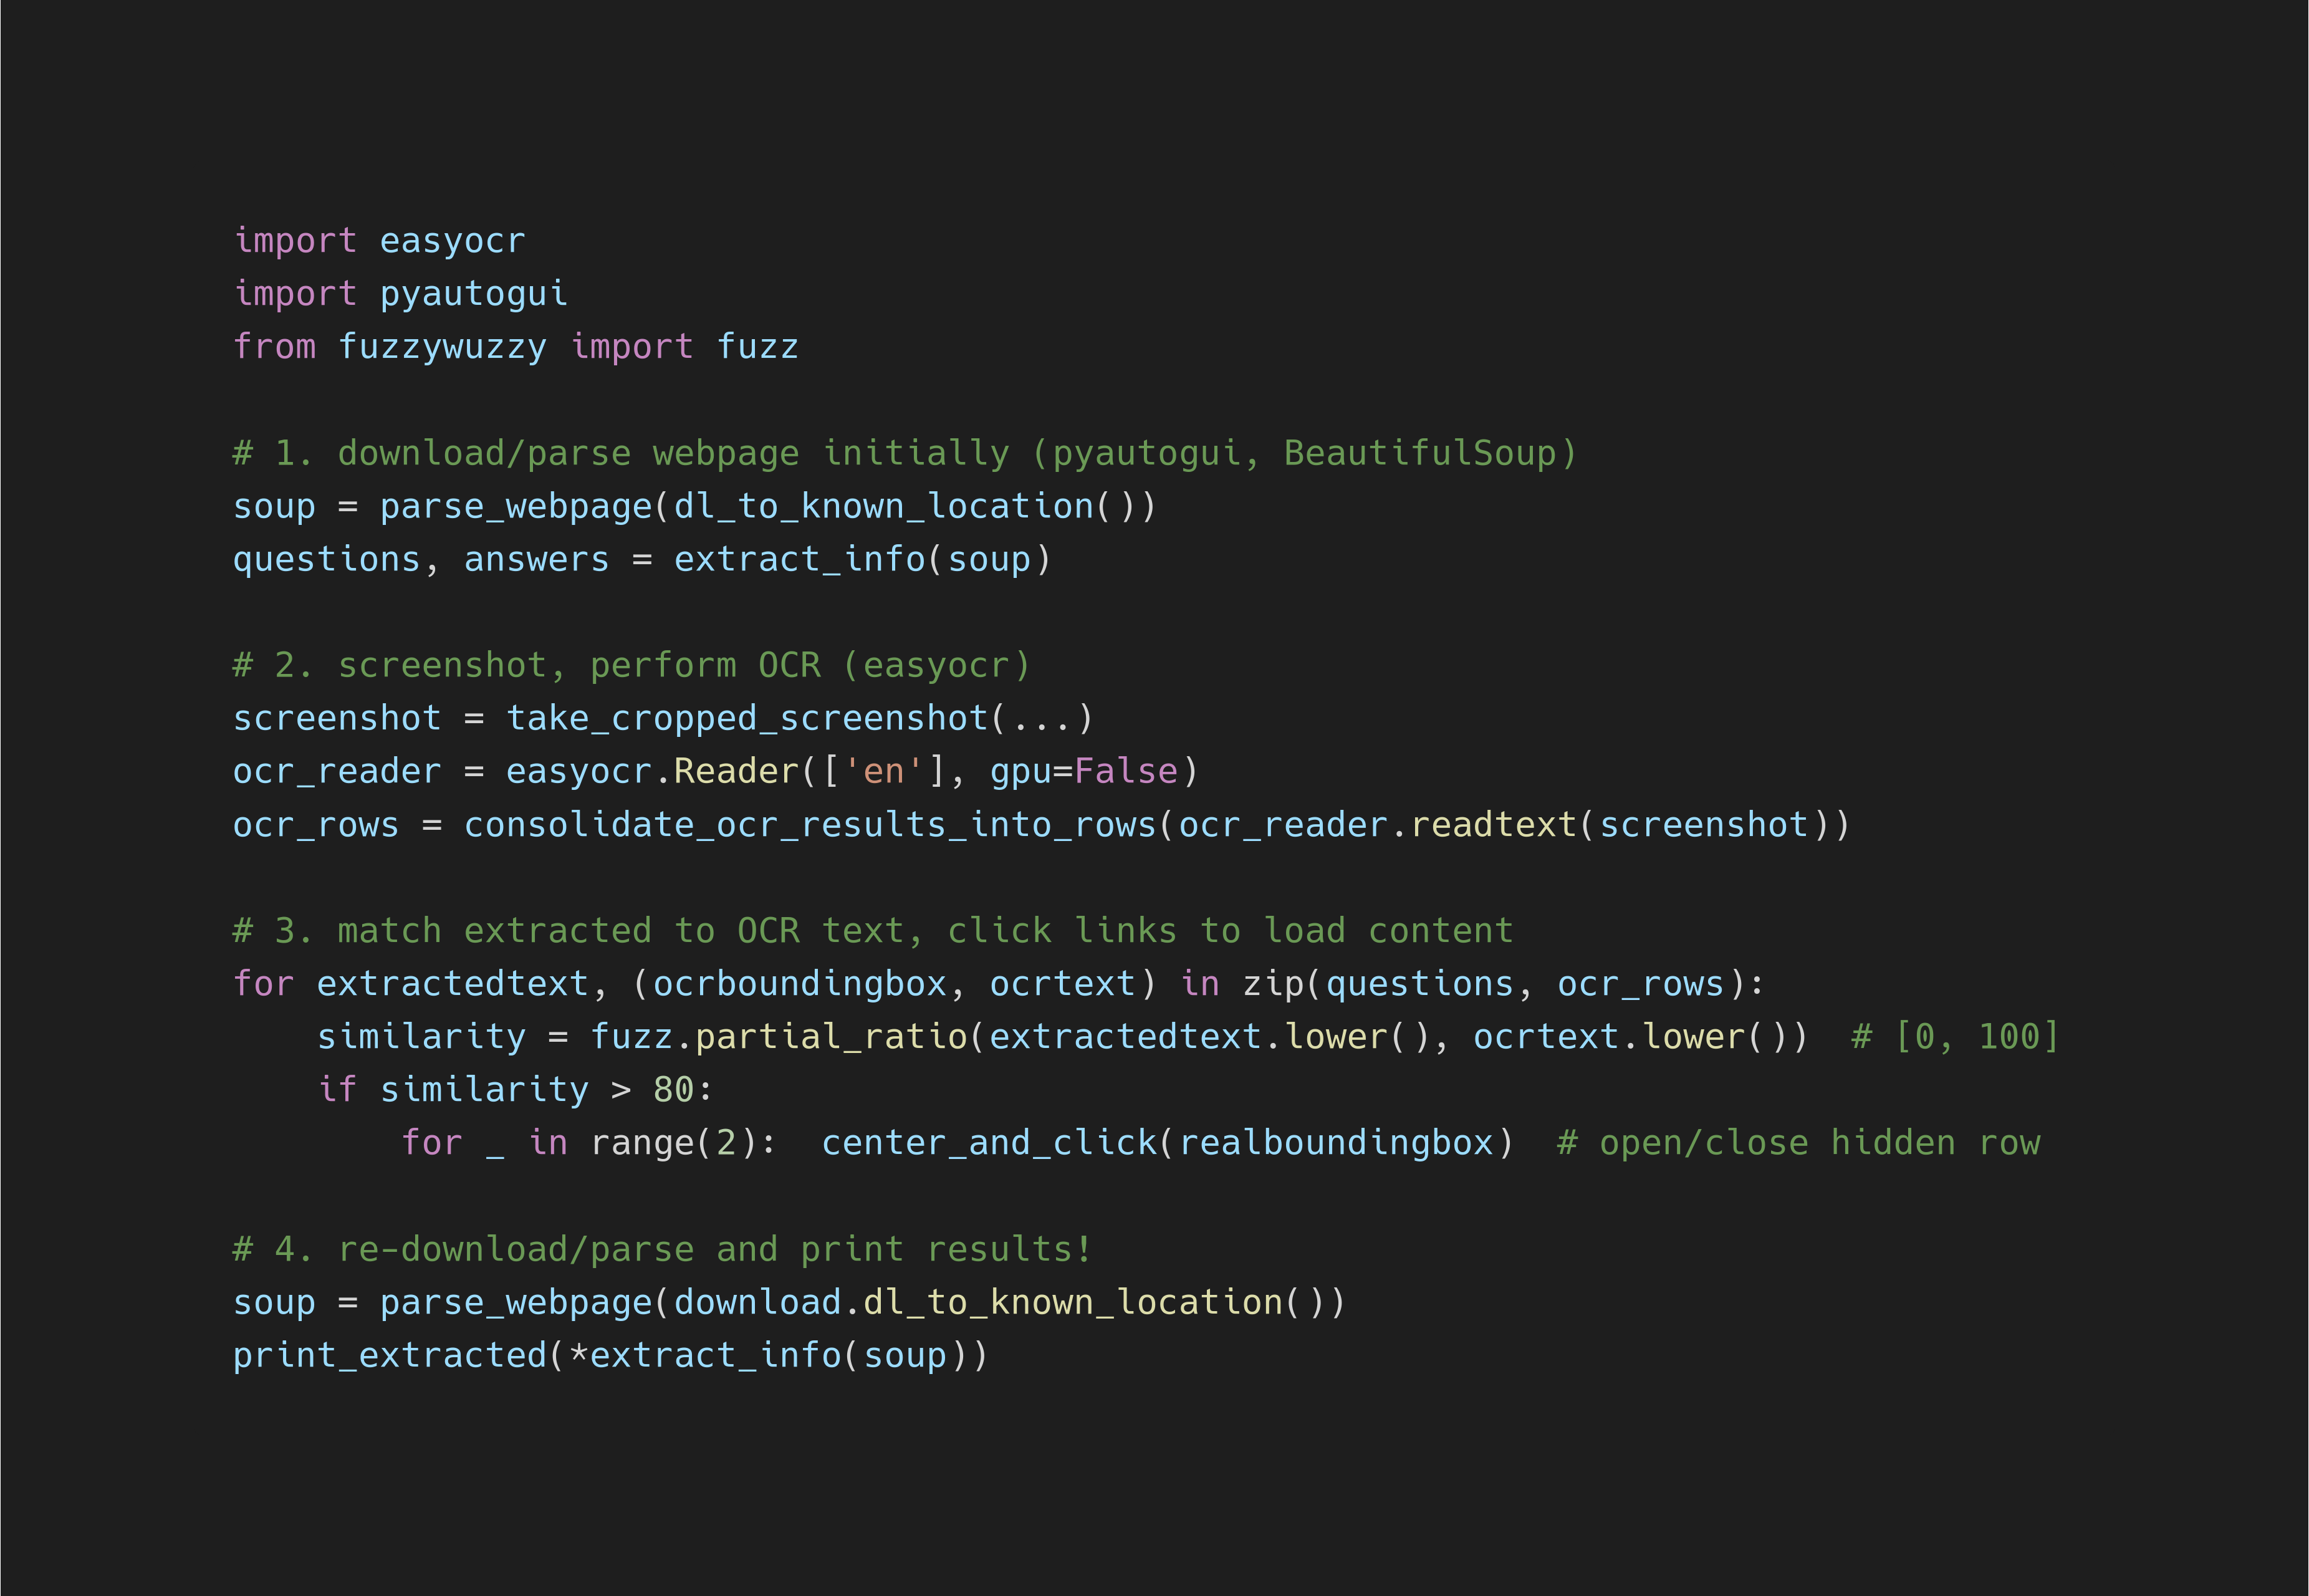 import easyocr
import pyautogui
from fuzzywuzzy import fuzz

# 1. download/parse webpage initially (pyautogui, BeautifulSoup)
soup = parse_webpage(dl_to_known_location())
questions, answers = extract_info(soup)

# 2. screenshot, perform OCR (easyocr)
screenshot = take_cropped_screenshot(...)
ocr_reader = easyocr.Reader(['en'], gpu=False)
ocr_rows = consolidate_ocr_results_into_rows(ocr_reader.readtext(screenshot))

# 3. match extracted to OCR text, click links to load content
for extractedtext, (ocrboundingbox, ocrtext) in zip(questions, ocr_rows):
    similarity = fuzz.partial_ratio(extractedtext.lower(), ocrtext.lower())  # [0, 100]
    if similarity > 80:
        for _ in range(2):  center_and_click(realboundingbox)  # open/close hidden row

# 4. re-download/parse and print results!
soup = parse_webpage(download.dl_to_known_location())
print_extracted(*extract_info(soup))